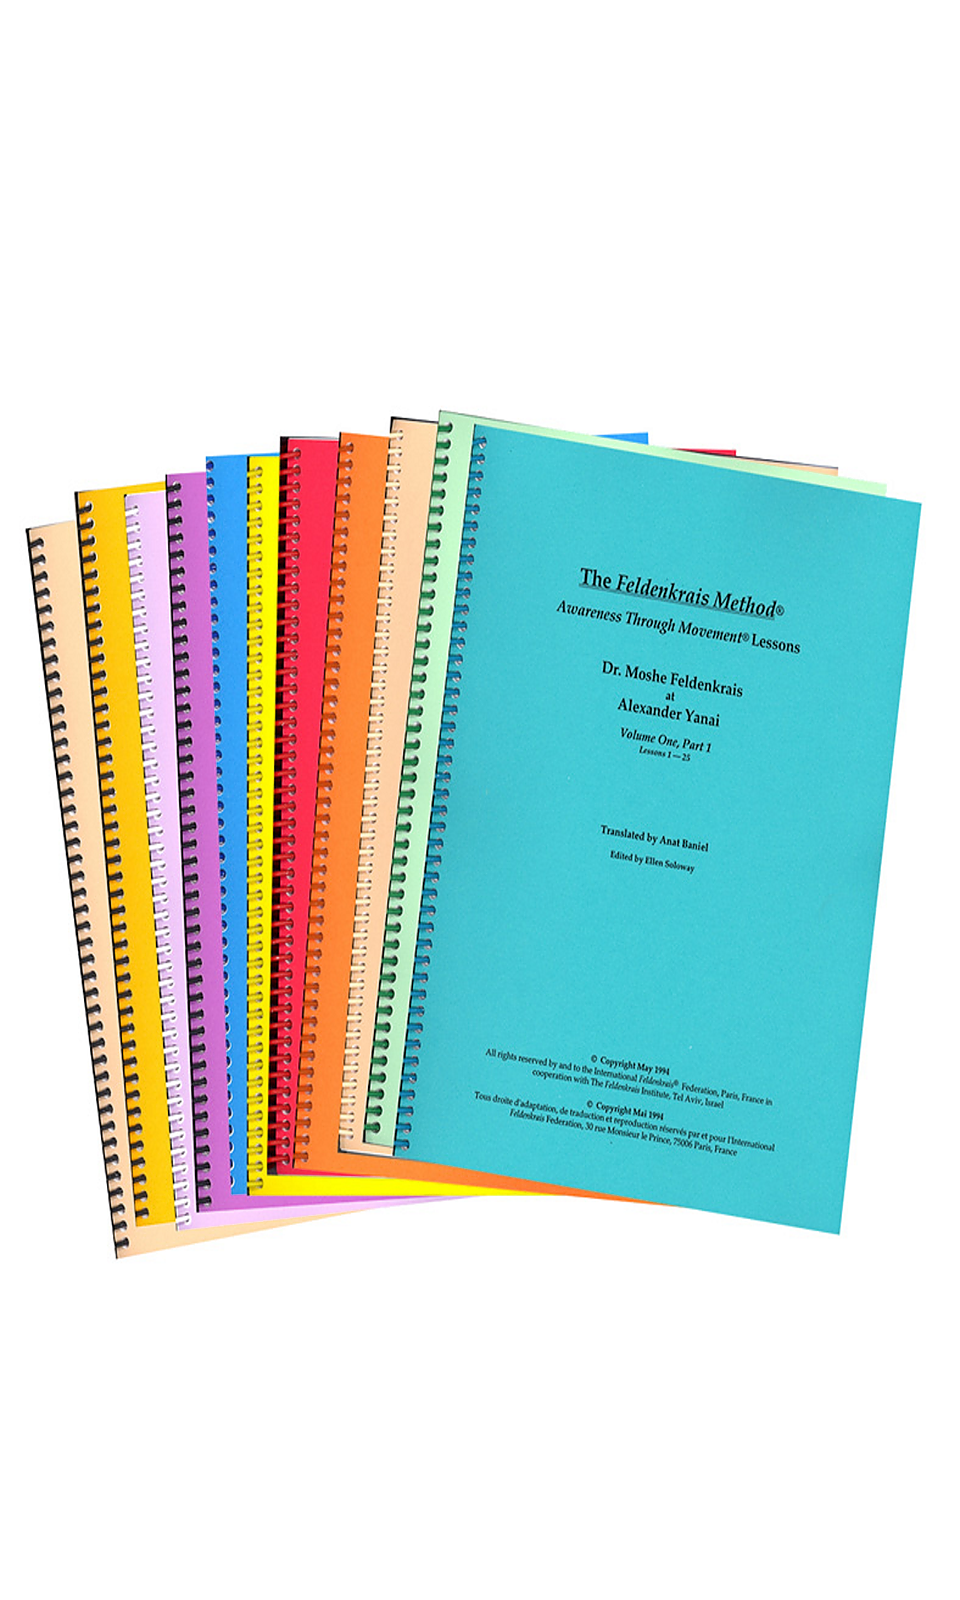 The Feldenkrais Method®
Awareness Through Movement® Lessons
Dr. Moshe Feldenkrais
at
Alexander Yanai
Volume One, Part 1
Lessons 1 — 25
Translated by Anat Baniel
Edited by Ellen Soloway
© Copyright May 1994
All rights reserved by and to the International Feldenkrais® Federation, Paris, France in
cooperation with The Feldenkrais Institute, Tel Aviv, Israel
© Copyright Mai 1994
Tous droite d'adaptation, de traduction et reproduction réservés par et pour l'International
Feldenkrais Federation, 30 rue Monsieur le Prince, 75006 Paris, France